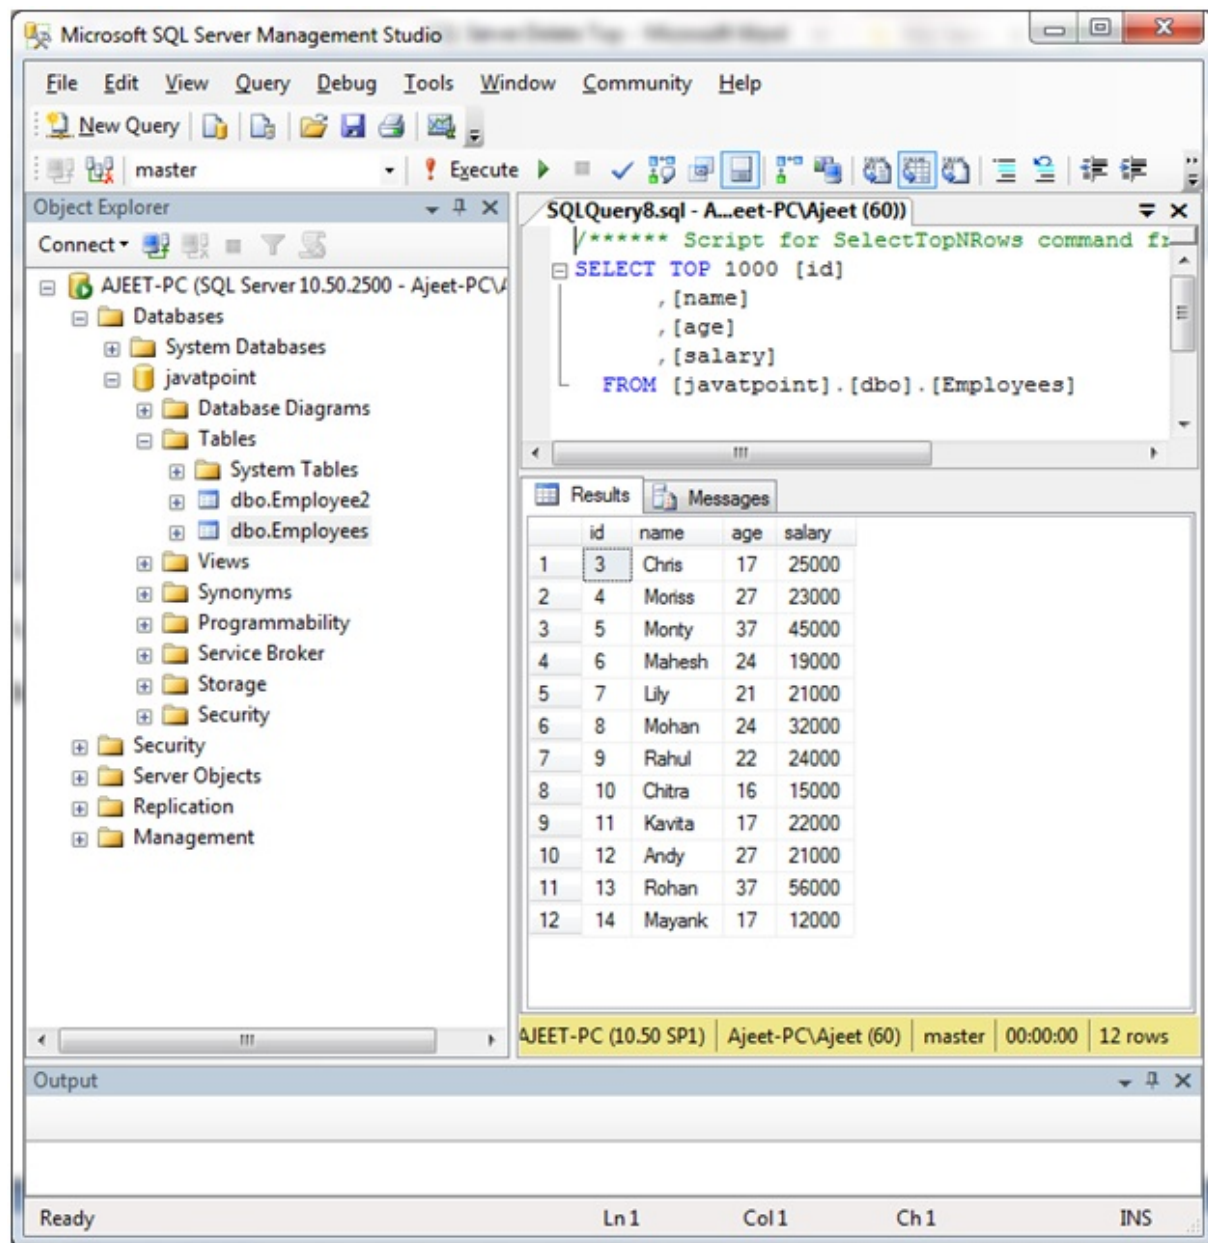 Microsoft SQL Server Management Studio
File Edit View Query Debug Tools Window Community Help
New Query
master Execute
Object Explorer
Connect
AJEET-PC (SQL Server 10.50.2500 - Ajeet-PC\A
Databases
System Databases
javatpoint
Database Diagrams
Tables
System Tables
dbo.Employee2
dbo.Employees
Views
Synonyms
Programmability
Service Broker
Storage
Security
Security
Server Objects
Replication
Management
SQLQuery8.sql - A...eet-PC\Ajeet (60))
/****** Script for SelectTopNRows command fr
SELECT TOP 1000 [id]
,[name]
,[age]
,[salary]
FROM [javatpoint].[dbo].[Employees]
Results Messages
id name age salary
1 3 Chris 17 25000
2 4 Moriss 27 23000
3 5 Monty 37 45000
4 6 Mahesh 24 19000
5 7 Lily 21 21000
6 8 Mohan 24 32000
7 9 Rahul 22 24000
8 10 Chitra 16 15000
9 11 Kavita 17 22000
10 12 Andy 27 21000
11 13 Rohan 37 56000
12 14 Mayank 17 12000
AJEET-PC (10.50 SP1) Ajeet-PC\Ajeet (60) master 00:00:00 12 rows
Output
Ready Ln 1 Col 1 Ch 1 INS